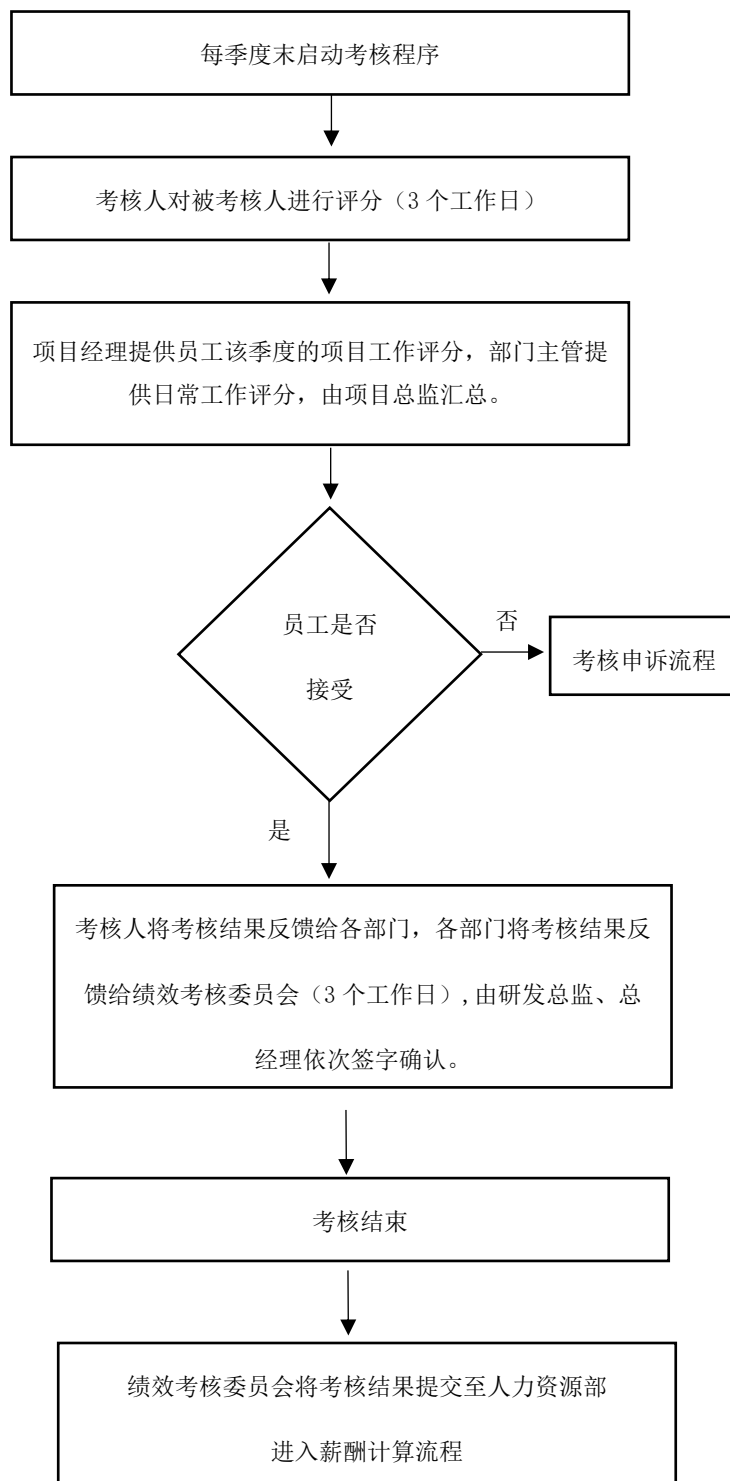 每季度末启动考核程序
考核人对被考核人进行评分（3 个工作日）
项目经理提供员工该季度的项目工作评分，部门主管提
供日常工作评分，由项目总监汇总。
员工是否
接受
否
考核申诉流程
是
考核人将考核结果反馈给各部门，各部门将考核结果反
馈给绩效考核委员会（3 个工作日）,由研发总监、总
经理依次签字确认。
考核结束
绩效考核委员会将考核结果提交至人力资源部
进入薪酬计算流程